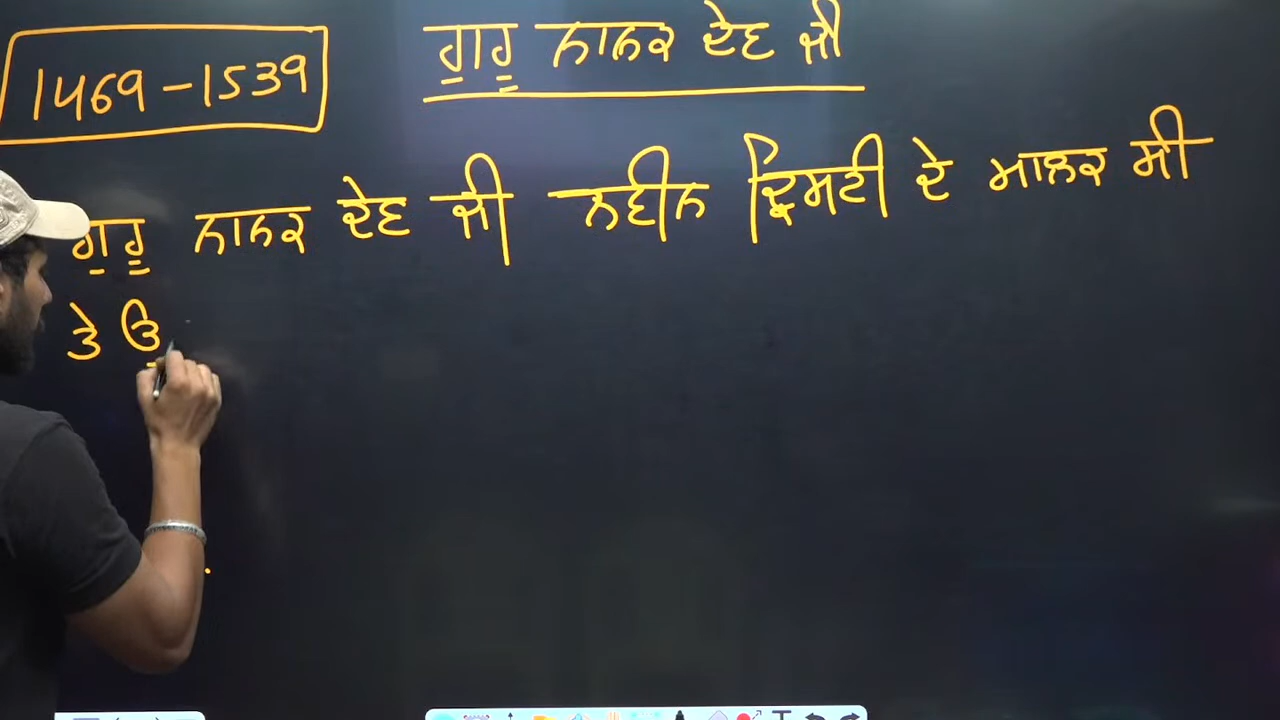 1469-1539
ਗੁਰੂ ਨਾਨਕ ਦੇਵ ਜੀ
ਗੁਰੂ ਨਾਨਕ ਦੇਵ ਜੀ ਨਵੀਨ ਦ੍ਰਿਸ਼ਟੀ ਦੇ ਮਾਲਕ ਸੀ
ਤੇ ਉ